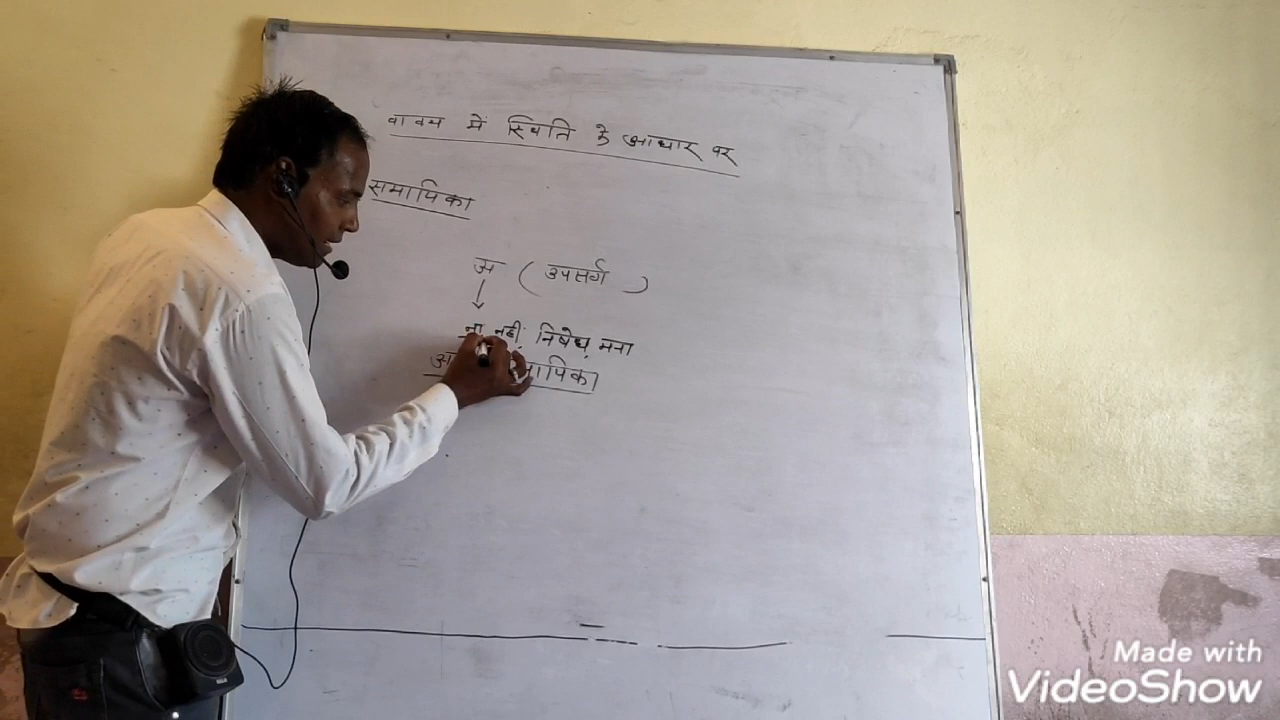 वाक्य में स्थिति के आधार पर
समापिका
अ ( उपसर्ग )
↓
ना नहीं, निषेध, मना
Made with
VideoShow